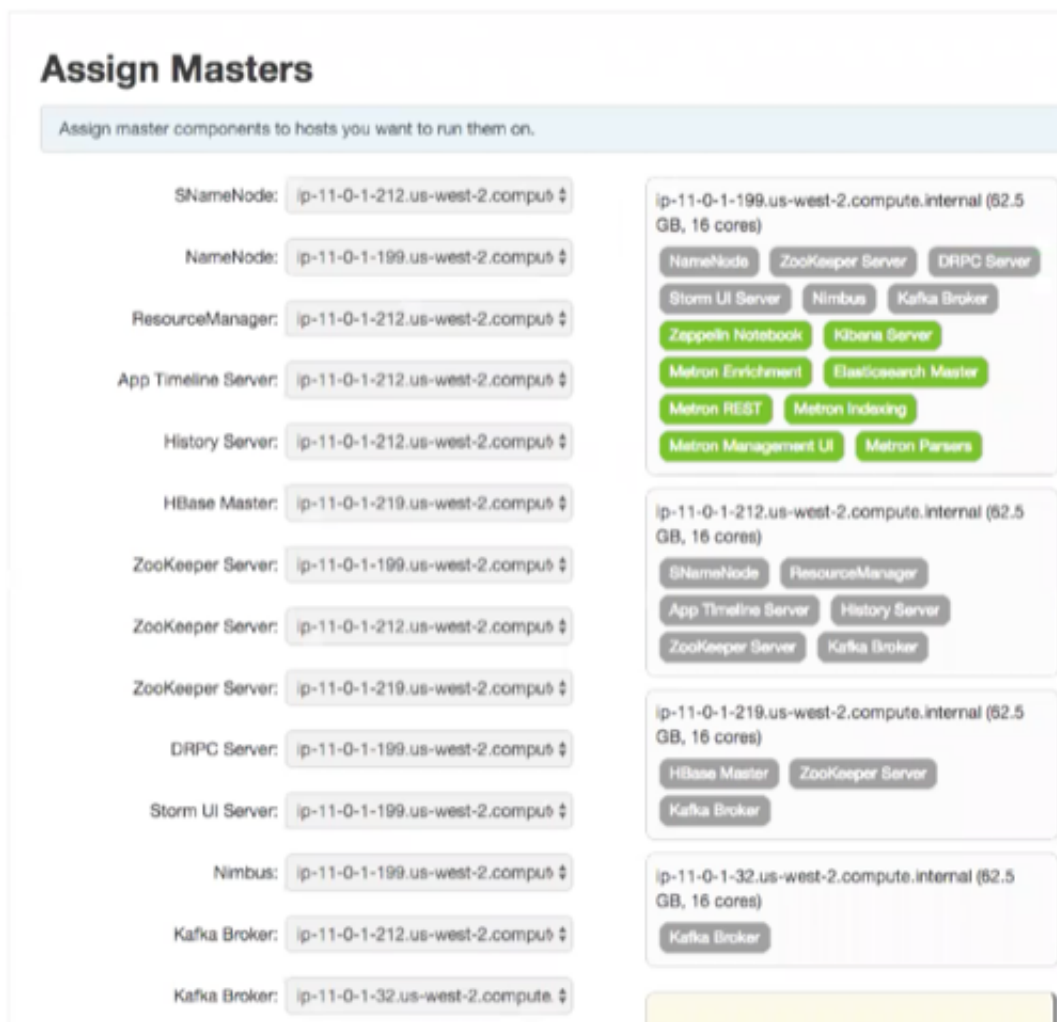 Assign Masters
Assign master components to hosts you want to run them on.
SNameNode: ip-11-0-1-212.us-west-2.comput
NameNode: ip-11-0-1-199.us-west-2.comput
ResourceManager: ip-11-0-1-212.us-west-2.comput
App Timeline Server: ip-11-0-1-212.us-west-2.comput
History Server: ip-11-0-1-212.us-west-2.comput
HBase Master: ip-11-0-1-219.us-west-2.comput
ZooKeeper Server: ip-11-0-1-199.us-west-2.comput
ZooKeeper Server: ip-11-0-1-212.us-west-2.comput
ZooKeeper Server: ip-11-0-1-219.us-west-2.comput
DRPC Server: ip-11-0-1-199.us-west-2.comput
Storm UI Server: ip-11-0-1-199.us-west-2.comput
Nimbus: ip-11-0-1-199.us-west-2.comput
Kafka Broker: ip-11-0-1-212.us-west-2.comput
Kafka Broker: ip-11-0-1-32.us-west-2.compute.
ip-11-0-1-199.us-west-2.compute.internal (62.5
GB, 16 cores)
NameNode ZooKeeper Server DRPC Server
Storm UI Server Nimbus Kafka Broker
Zeppelin Notebook Kibana Server
Metron Enrichment Elasticsearch Master
Metron REST Metron Indexing
Metron Management UI Metron Parsers
ip-11-0-1-212.us-west-2.compute.internal (62.5
GB, 16 cores)
SNameNode ResourceManager
App Timeline Server History Server
ZooKeeper Server Kafka Broker
ip-11-0-1-219.us-west-2.compute.internal (62.5
GB, 16 cores)
HBase Master ZooKeeper Server
Kafka Broker
ip-11-0-1-32.us-west-2.compute.internal (62.5
GB, 16 cores)
Kafka Broker